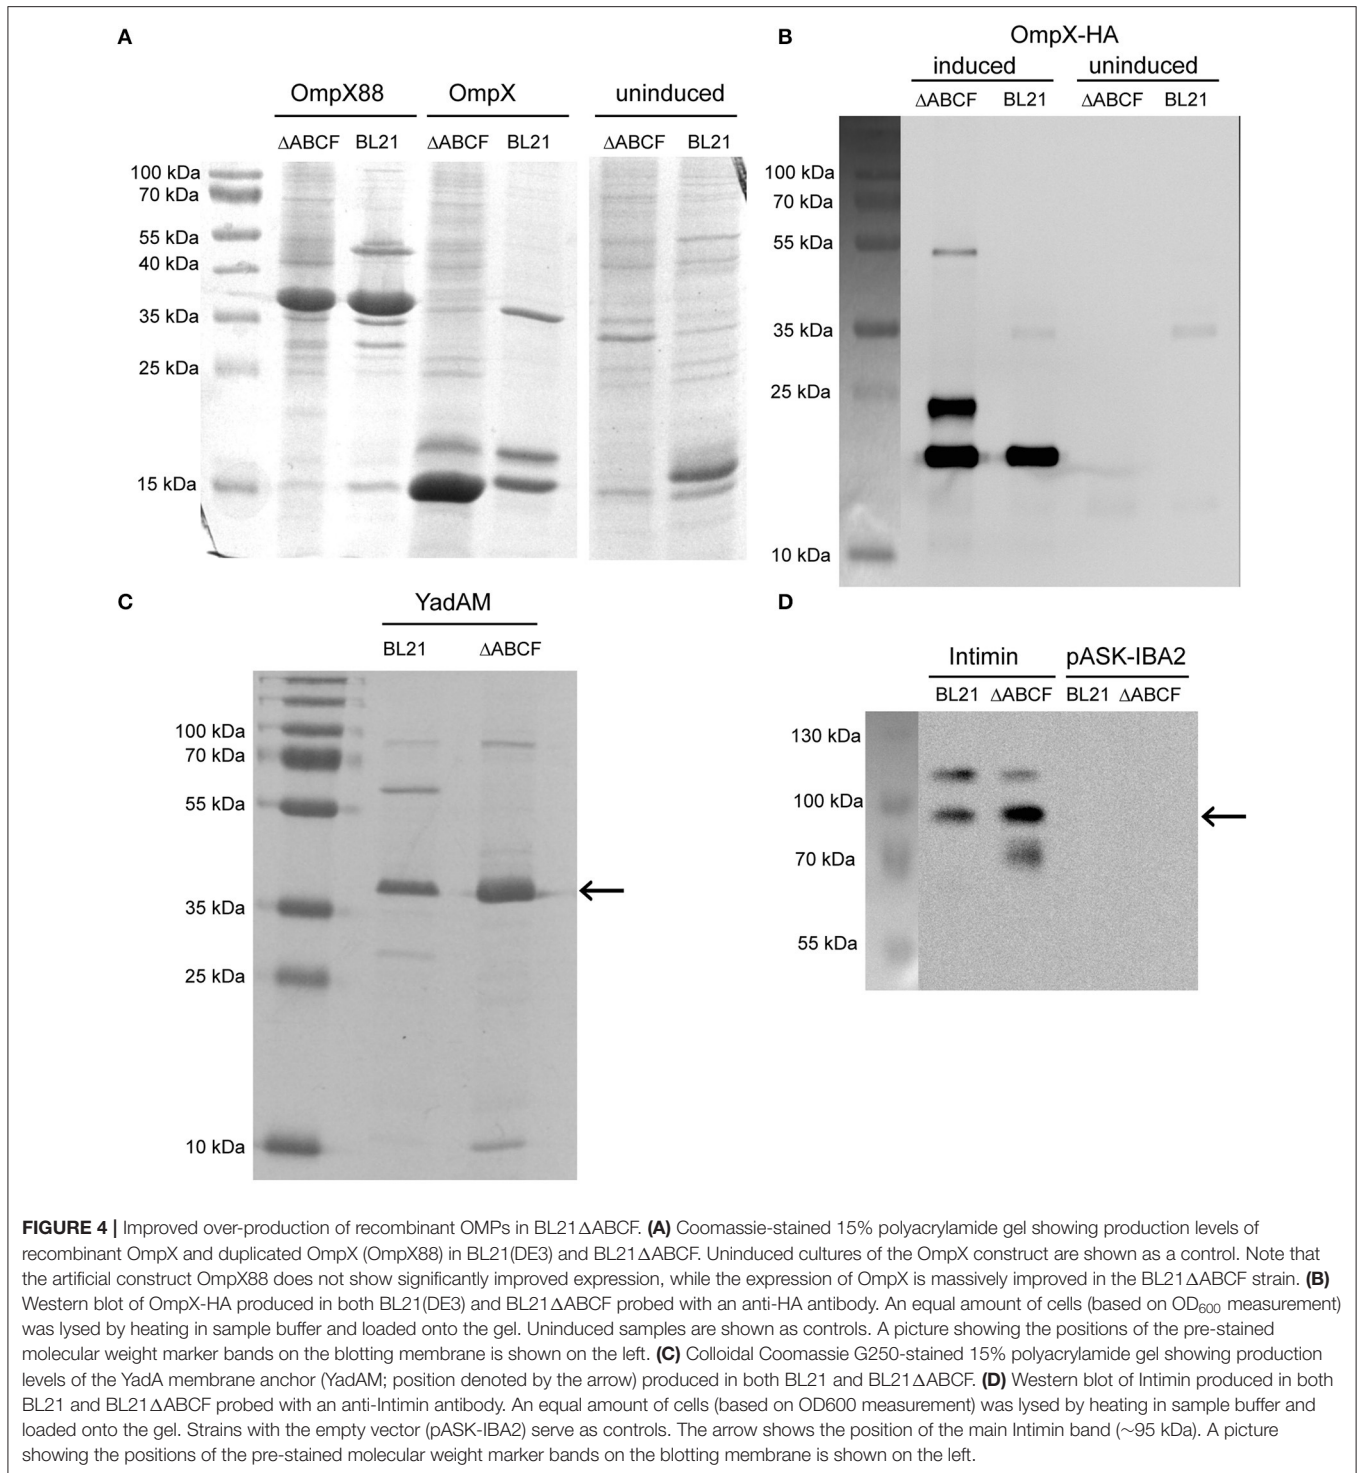 A
OmpX88 OmpX uninduced
ΔABCF BL21 ΔABCF BL21 ΔABCF BL21
100 kDa
70 kDa
55 kDa
40 kDa
35 kDa
25 kDa
15 kDa
B
OmpX-HA
induced uninduced
ΔABCF BL21 ΔABCF BL21
100 kDa
70 kDa
55 kDa
35 kDa
25 kDa
10 kDa
C
YadAM
BL21 ΔABCF
100 kDa
70 kDa
55 kDa
35 kDa
25 kDa
10 kDa
D
Intimin pASK-IBA2
BL21 ΔABCF BL21 ΔABCF
130 kDa
100 kDa
70 kDa
55 kDa
FIGURE 4 | Improved over-production of recombinant OMPs in BL21ΔABCF. (A) Coomassie-stained 15% polyacrylamide gel showing production levels of
recombinant OmpX and duplicated OmpX (OmpX88) in BL21(DE3) and BL21ΔABCF. Uninduced cultures of the OmpX construct are shown as a control. Note that
the artificial construct OmpX88 does not show significantly improved expression, while the expression of OmpX is massively improved in the BL21ΔABCF strain. (B)
Western blot of OmpX-HA produced in both BL21(DE3) and BL21ΔABCF probed with an anti-HA antibody. An equal amount of cells (based on OD600 measurement)
was lysed by heating in sample buffer and loaded onto the gel. Uninduced samples are shown as controls. A picture showing the positions of the pre-stained
molecular weight marker bands on the blotting membrane is shown on the left. (C) Colloidal Coomassie G250-stained 15% polyacrylamide gel showing production
levels of the YadA membrane anchor (YadAM; position denoted by the arrow) produced in both BL21 and BL21ΔABCF. (D) Western blot of Intimin produced in both
BL21 and BL21ΔABCF probed with an anti-Intimin antibody. An equal amount of cells (based on OD600 measurement) was lysed by heating in sample buffer and
loaded onto the gel. Strains with the empty vector (pASK-IBA2) serve as controls. The arrow shows the position of the main Intimin band (∼95 kDa). A picture
showing the positions of the pre-stained molecular weight marker bands on the blotting membrane is shown on the left.